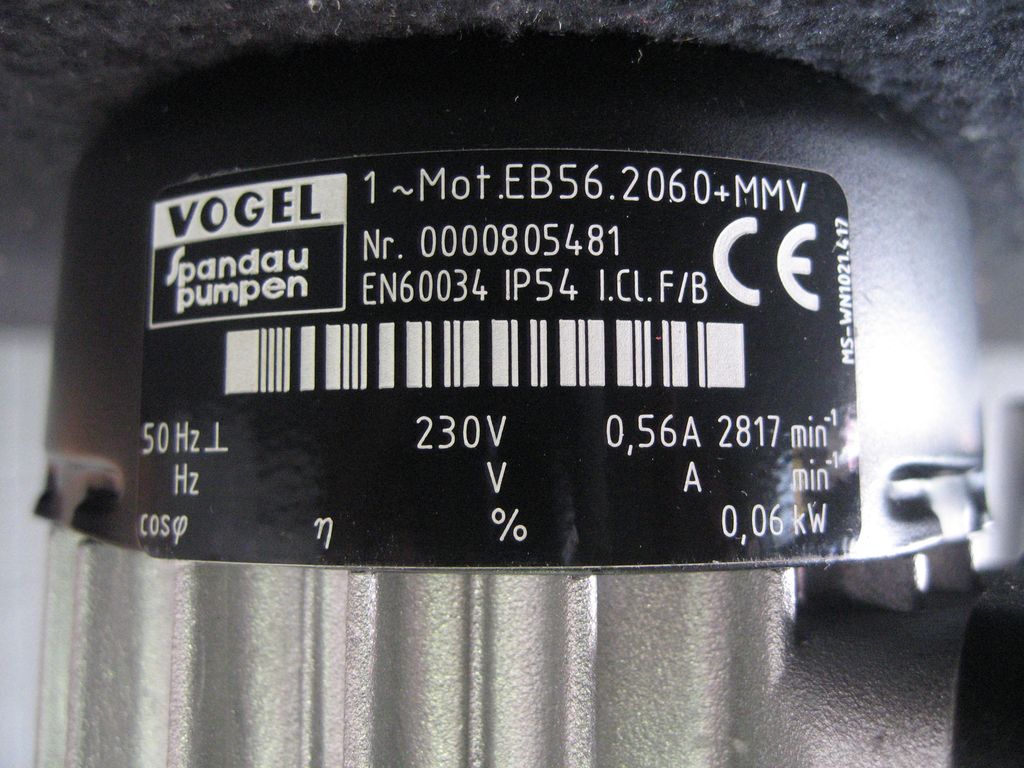 VOGEL
Spandau
pumpen
1~Mot.EB56.2060+MMV
Nr. 0000805481
EN60034 IP54 I.Cl.F/B
CE
MS-WN1021.417
50 Hz⊥ 230V 0,56A 2817 min⁻¹
Hz V A min⁻¹
cosφ η % 0,06 kW